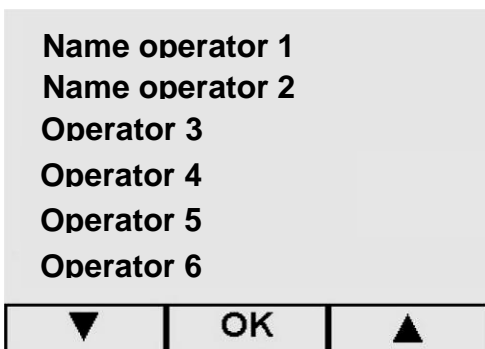 Name operator 1
Name operator 2
Operator 3
Operator 4
Operator 5
Operator 6
▼ OK ▲